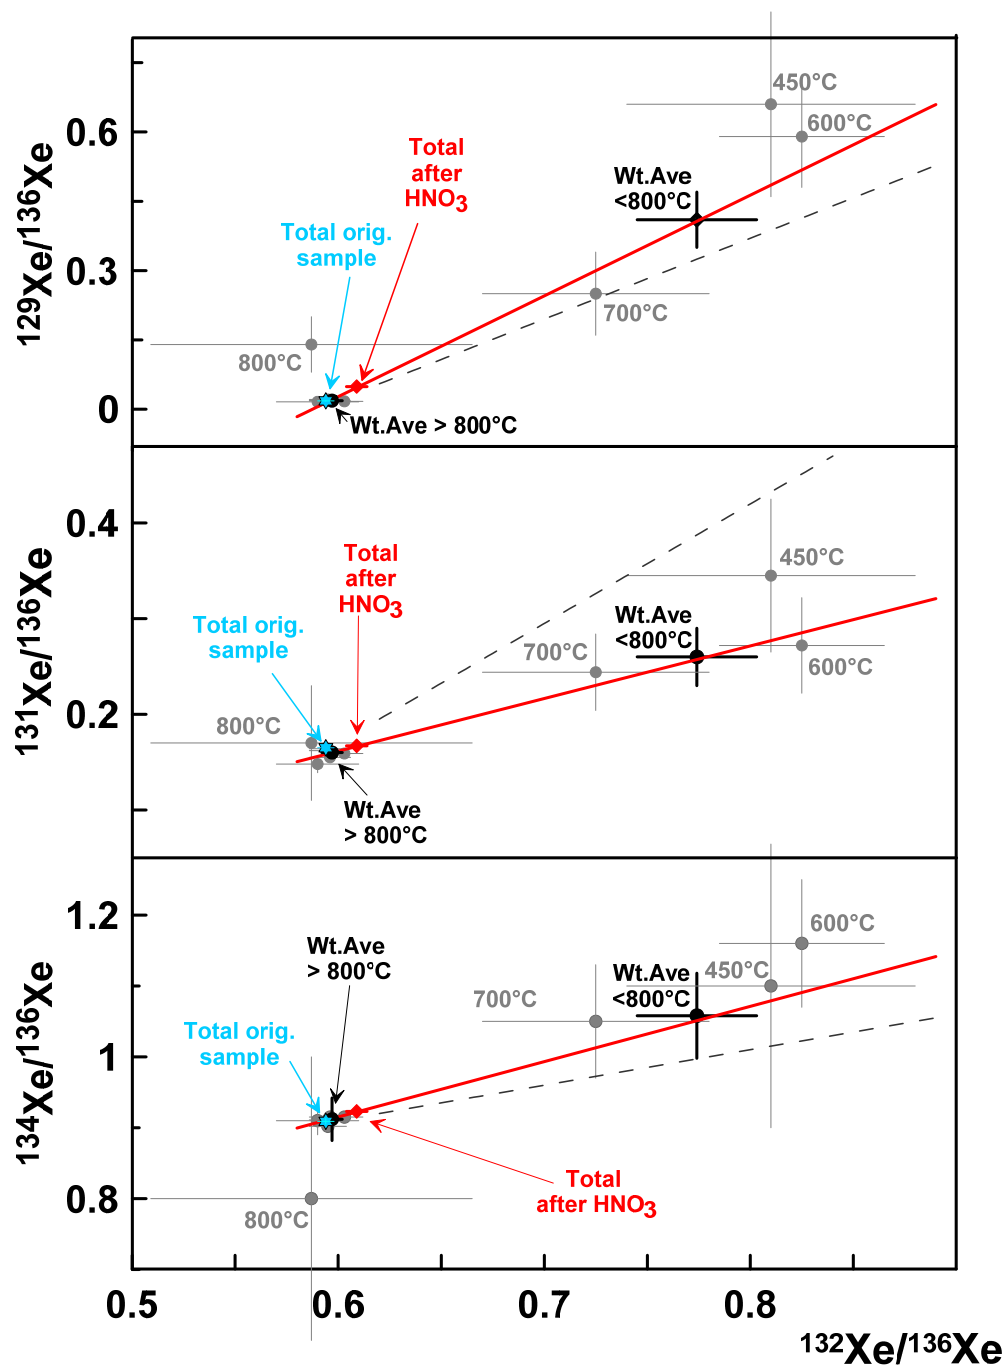 450°C
600°C
0.6
Total
after
HNO3
Wt.Ave
<800°C
129Xe/136Xe
Total orig.
sample
0.3
700°C
800°C
0
Wt.Ave > 800°C
0.4
Total
after
HNO3
450°C
131Xe/136Xe
Total orig.
sample
Wt.Ave
<800°C
700°C
600°C
0.2
800°C
Wt.Ave
> 800°C
1.2
600°C
Wt.Ave
> 800°C
Wt.Ave
<800°C
450°C
700°C
134Xe/136Xe
Total orig.
sample
1
Total
after HNO3
0.8
800°C
0.5
0.6
0.7
0.8
132Xe/136Xe